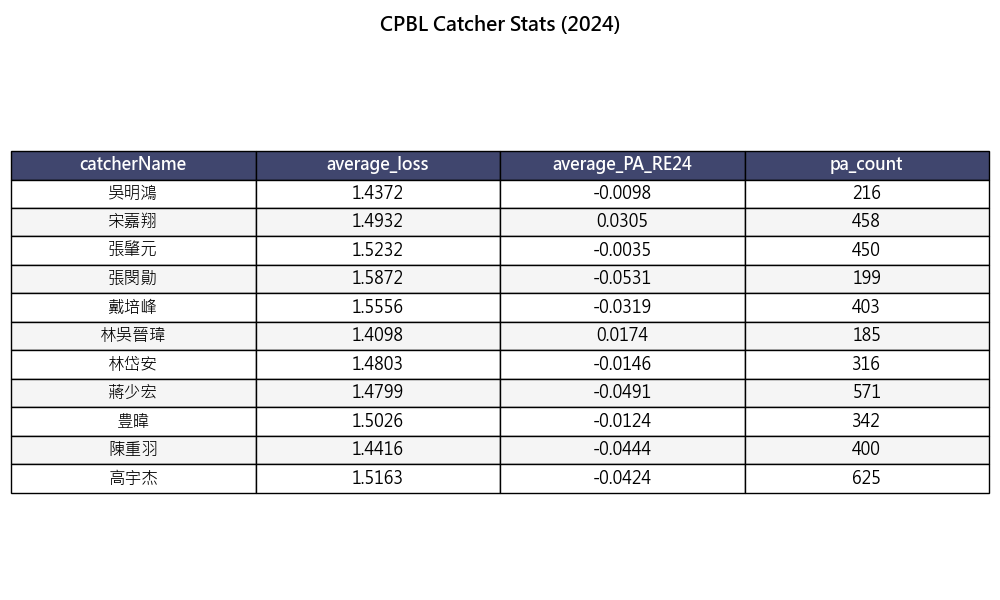 CPBL Catcher Stats (2024)
catcherName average_loss average_PA_RE24 pa_count
吳明鴻 1.4372 -0.0098 216
宋嘉翔 1.4932 0.0305 458
張肇元 1.5232 -0.0035 450
張閔勛 1.5872 -0.0531 199
戴培峰 1.5556 -0.0319 403
林吳晉瑋 1.4098 0.0174 185
林岱安 1.4803 -0.0146 316
蔣少宏 1.4799 -0.0491 571
豊暐 1.5026 -0.0124 342
陳重羽 1.4416 -0.0444 400
高宇杰 1.5163 -0.0424 625